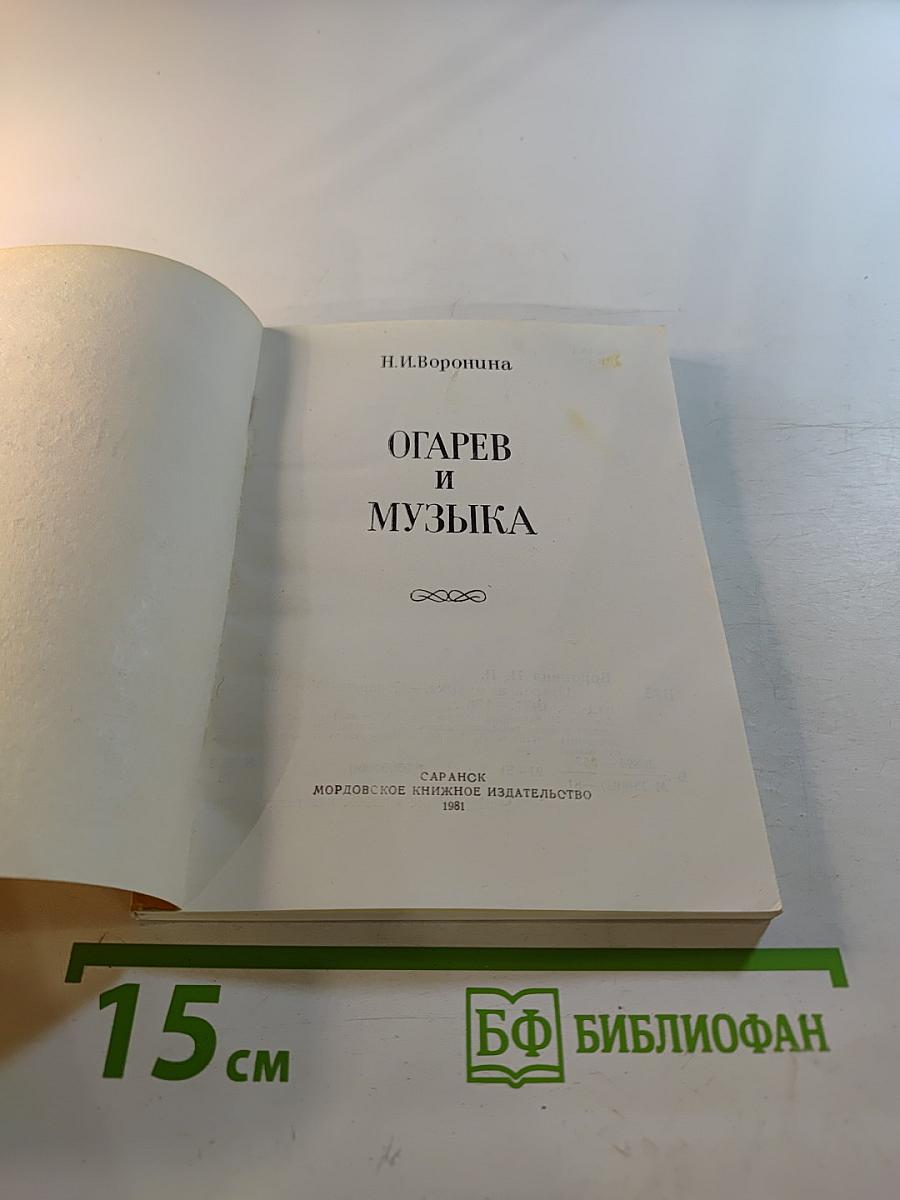 Н.И.Воронина
ОГАРЕВ
И
МУЗЫКА
САРАНСК
МОРДОВСКОЕ КНИЖНОЕ ИЗДАТЕЛЬСТВО
1981
15 см
БФ БИБЛИОФАН